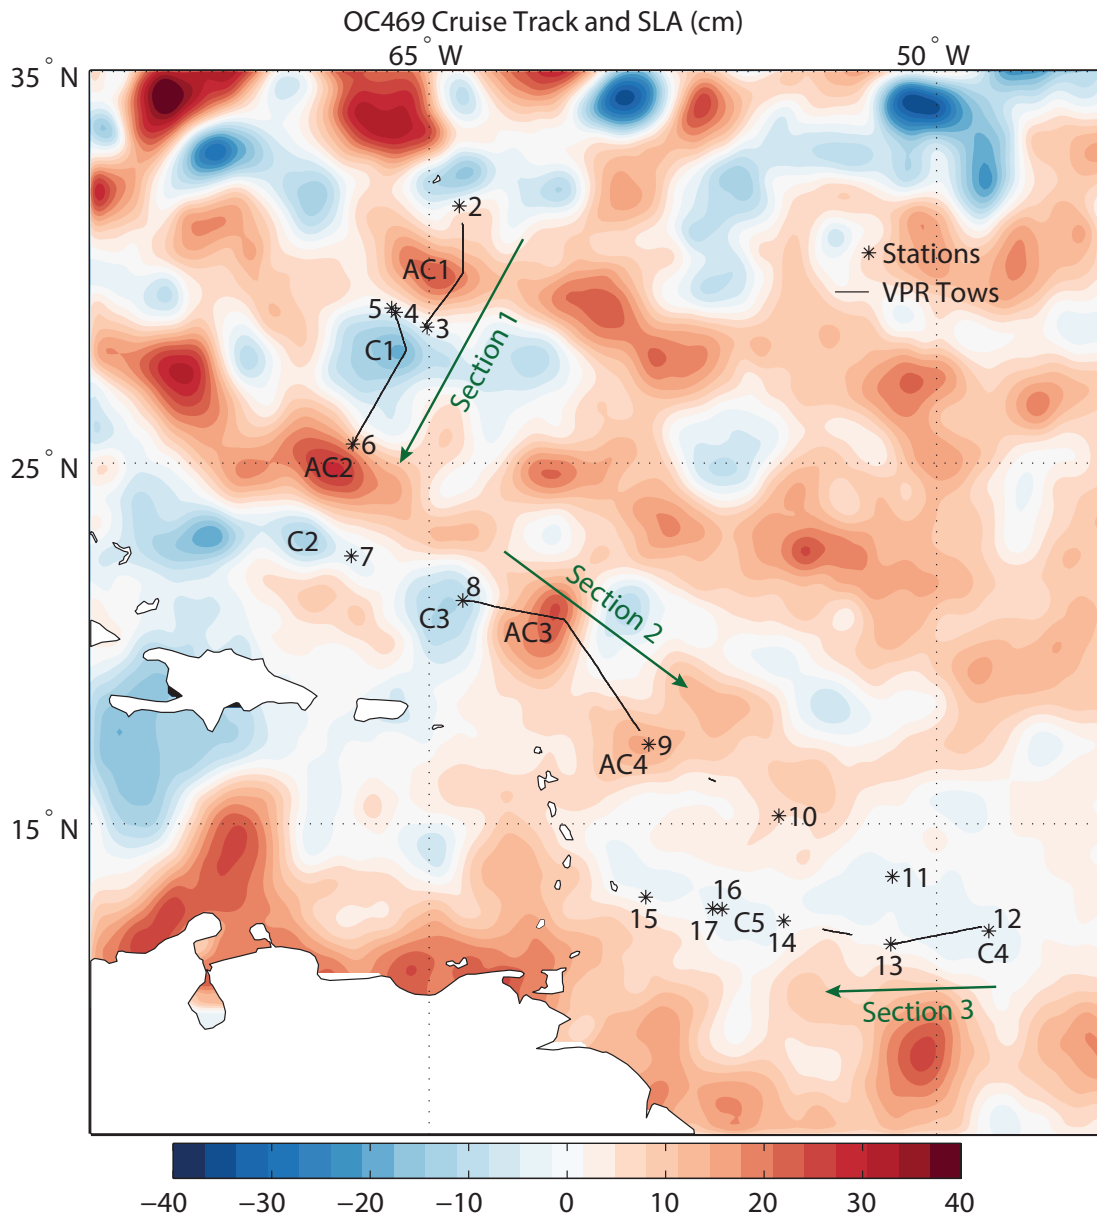 OC469 Cruise Track and SLA (cm)
65° W
50° W
35° N
2
Stations
AC1
VPR Tows
5
4
3
Section 1
C1
6
AC2
25° N
C2
7
Section 2
8
C3
AC3
9
AC4
10
15° N
11
16
15
17
C5
14
12
13
C4
Section 3
−40 −30 −20 −10 0 10 20 30 40